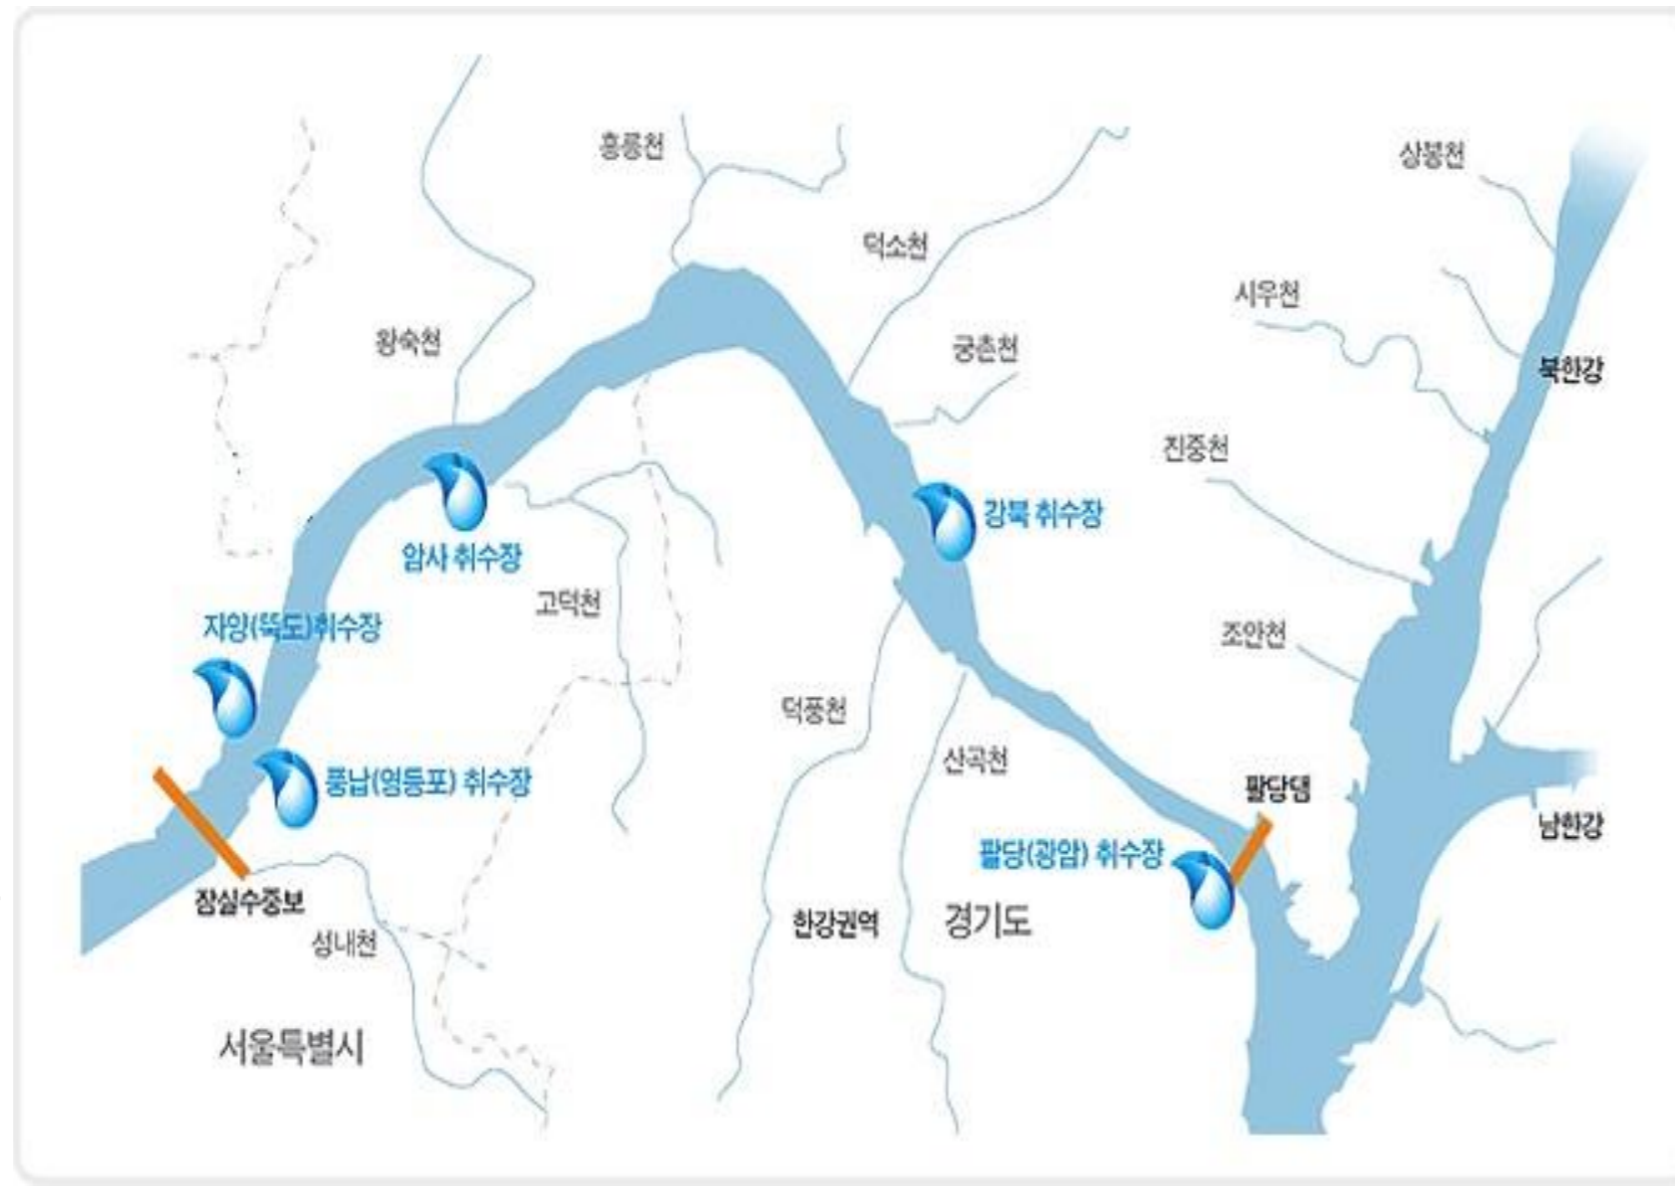 흥릉천
상봉천
덕소천
시우천
왕숙천
궁촌천
북한강
진중천
강북 취수장
암사 취수장
고덕천
자양(뚝도)취수장
조안천
덕풍천
산곡천
풍납(영등포) 취수장
팔당댐
남한강
팔당(광암) 취수장
잠실수중보
한강권역
경기도
성내천
서울특별시